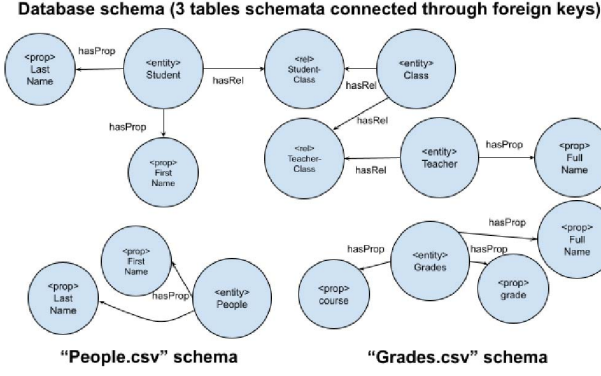 Database schema (3 tables schemata connected through foreign keys)
<prop>
Last
Name
hasProp
<entity>
Student
hasRel
<rel>
Student-
Class
hasRel
<entity>
Class
hasRel
hasProp
<prop>
First
Name
<rel>
Teacher-
Class
hasRel
<entity>
Teacher
hasProp
<prop>
Full
Name
<prop>
First
Name
<prop>
Last
Name
hasProp
<entity>
People
hasProp
<prop>
course
<entity>
Grades
hasProp
hasProp
<prop>
Full
Name
<prop>
grade
“People.csv” schema
“Grades.csv” schema